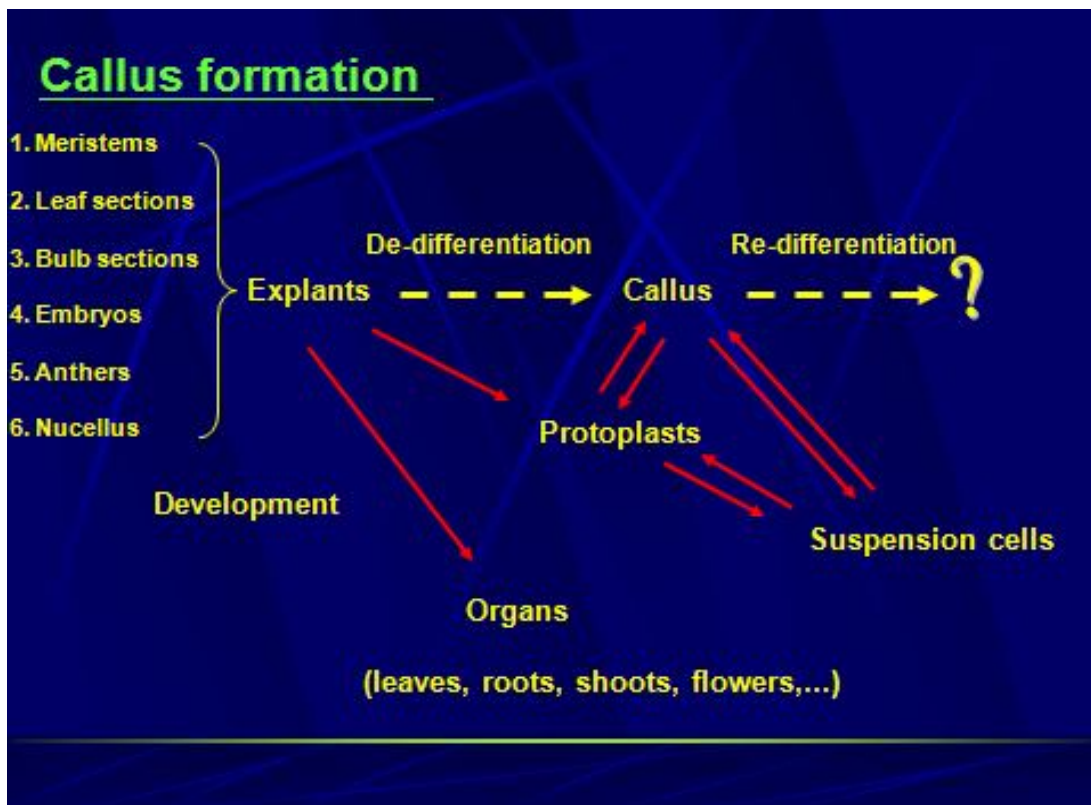 Callus formation
1. Meristems
2. Leaf sections
3. Bulb sections
4. Embryos
5. Anthers
6. Nucellus
De-differentiation
Re-differentiation
Explants
Callus
?
Protoplasts
Development
Suspension cells
Organs
(leaves, roots, shoots, flowers,...)